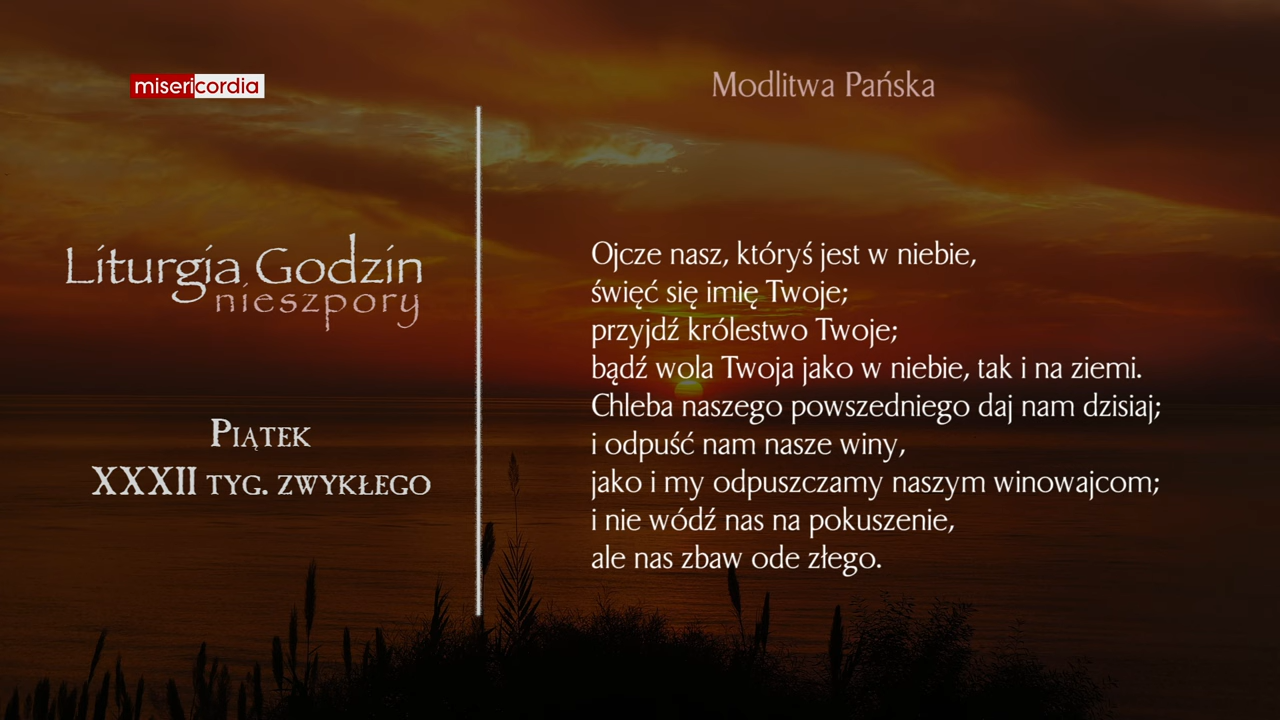 misericordia
Liturgia Godzin
nieszpory
Piątek
XXXII tyg. zwykłego
Modlitwa Pańska
Ojcze nasz, któryś jest w niebie,
święć się imię Twoje;
przyjdź królestwo Twoje;
bądź wola Twoja jako w niebie, tak i na ziemi.
Chleba naszego powszedniego daj nam dzisiaj;
i odpuść nam nasze winy,
jako i my odpuszczamy naszym winowajcom;
i nie wódź nas na pokuszenie,
ale nas zbaw ode złego.